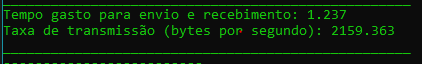 Tempo gasto para envio e recebimento: 1.237
Taxa de transmissão (bytes por segundo): 2159.363